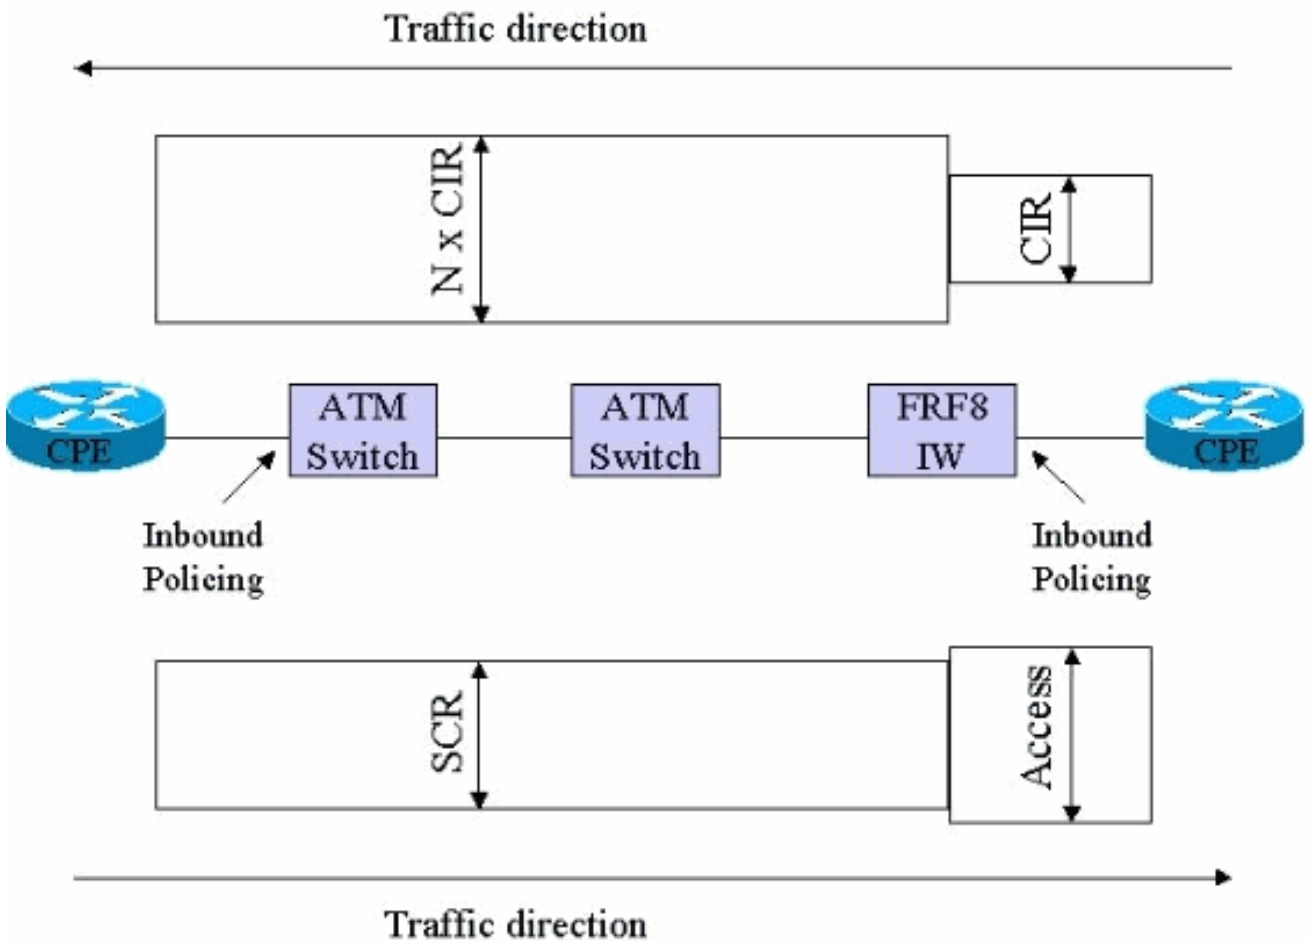 Traffic direction
N x CIR
CIR
CPE
ATM
Switch
ATM
Switch
FRF8
IW
CPE
Inbound
Policing
Inbound
Policing
SCR
Access
Traffic direction